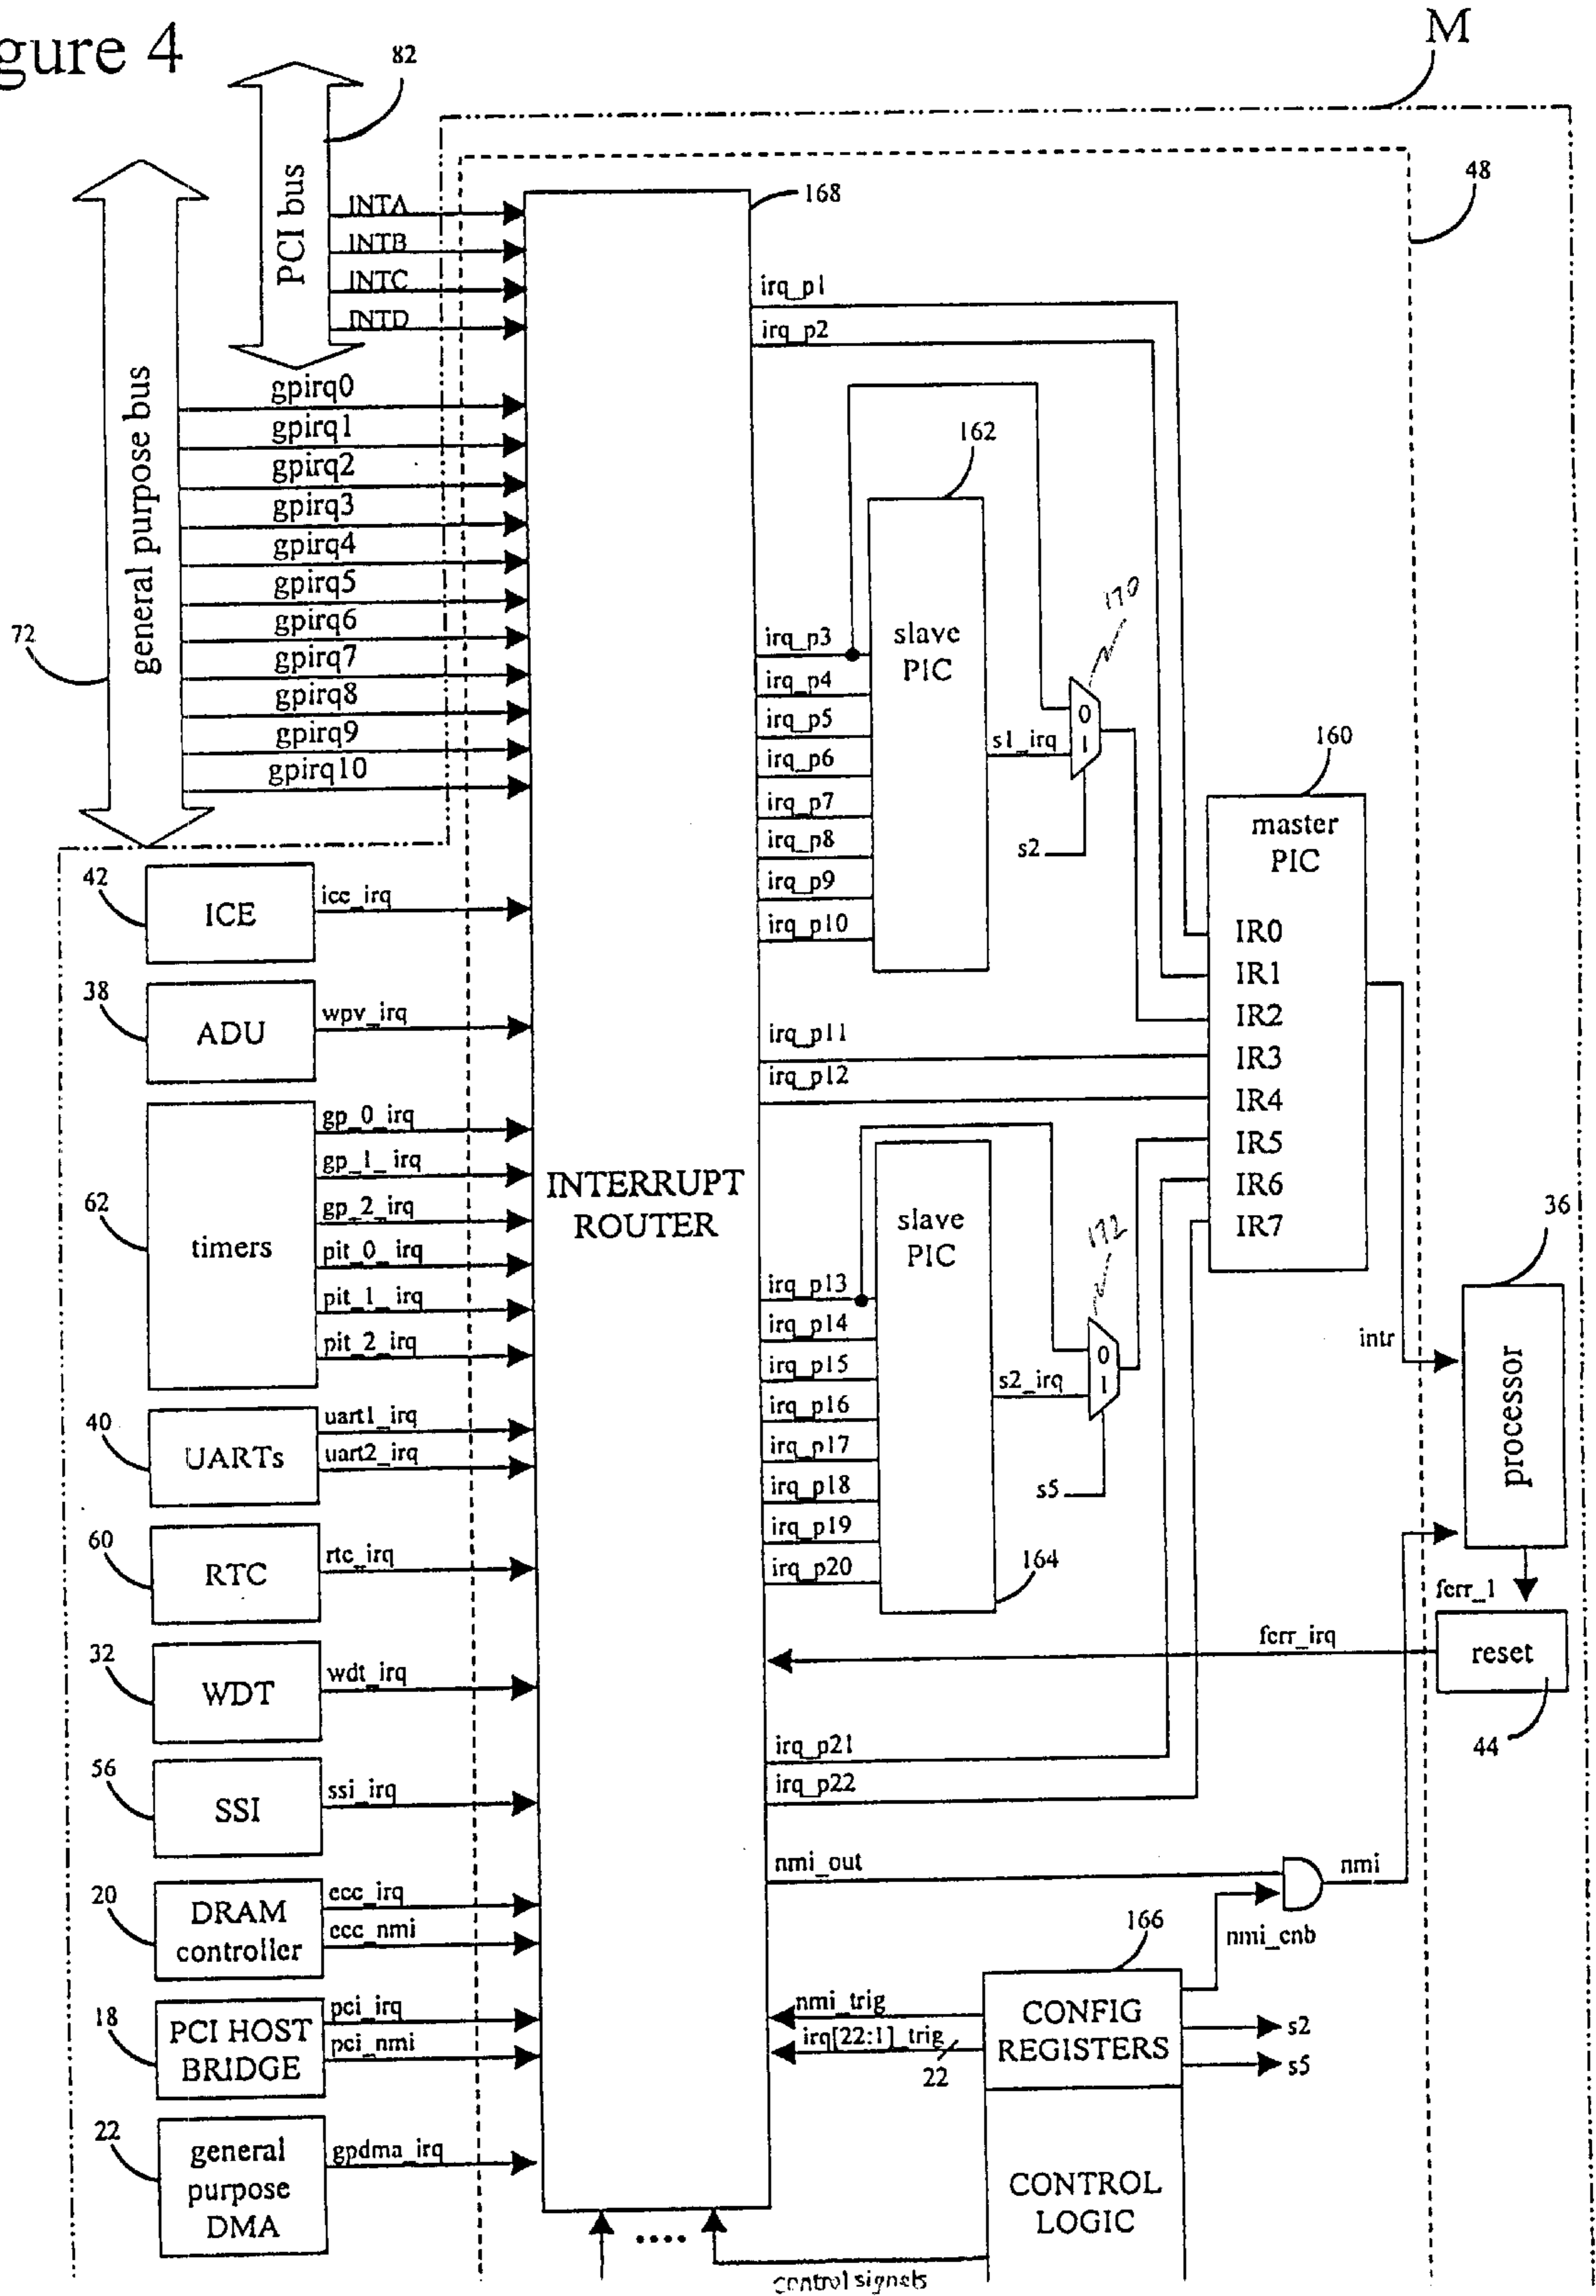 gure 4
M
82
PCI bus
INTA
INTB
INTC
INTD
168
48
72
general purpose bus
gpirq0
gpirq1
gpirq2
gpirq3
gpirq4
gpirq5
gpirq6
gpirq7
gpirq8
gpirq9
gpirq10
irq_p1
irq_p2
162
slave
PIC
irq_p3
irq_p4
irq_p5
irq_p6
irq_p7
irq_p8
irq_p9
irq_p10
170
0
1
s1_irq
s2
160
master
PIC
IR0
IR1
IR2
IR3
IR4
IR5
IR6
IR7
irq_p11
irq_p12
42
ICE
ice_irq
38
ADU
wpv_irq
62
timers
gp_0_irq
gp_1_irq
gp_2_irq
pit_0_irq
pit_1_irq
pit_2_irq
INTERRUPT
ROUTER
slave
PIC
irq_p13
irq_p14
irq_p15
irq_p16
irq_p17
irq_p18
irq_p19
irq_p20
164
172
0
1
s2_irq
s5
36
intr
processor
40
UARTs
uart1_irq
uart2_irq
60
RTC
rtc_irq
ferr_1
ferr_irq
reset
44
32
WDT
wdt_irq
irq_p21
irq_p22
56
SSI
ssi_irq
nmi_out
nmi
nmi_enb
20
DRAM
controller
ecc_irq
ecc_nmi
166
CONFIG
REGISTERS
nmi_trig
irq[22:1]_trig
22
s2
s5
18
PCI HOST
BRIDGE
pci_irq
pci_nmi
22
general
purpose
DMA
gpdma_irq
CONTROL
LOGIC
control signals